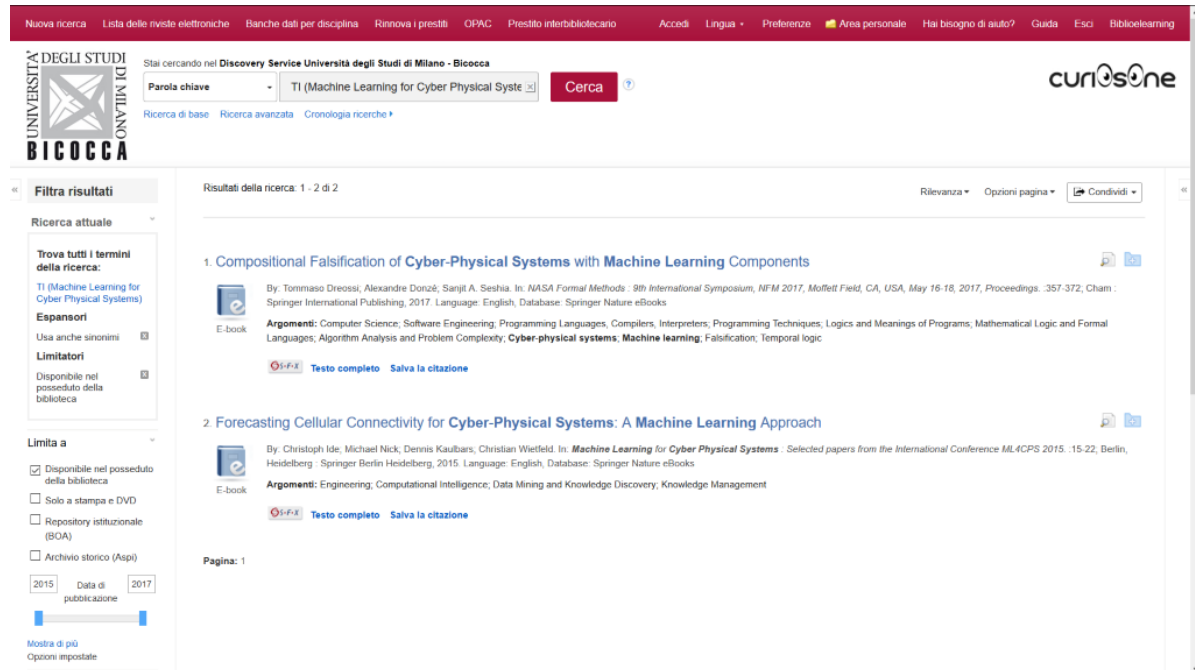 Nuova ricerca Lista delle riviste elettroniche Banche dati per disciplina Rinnova i prestiti OPAC Prestito interbibliotecario Accedi Lingua Preferenze Area personale Hai bisogno di aiuto? Guida Esci Biblioelearning
UNIVERSITA' DEGLI STUDI DI MILANO
BICOCCA
Stai cercando nel Discovery Service Università degli Studi di Milano - Bicocca
Parola chiave TI (Machine Learning for Cyber Physical Syste Cerca ?
Ricerca di base Ricerca avanzata Cronologia ricerche
curiosone
« Filtra risultati
Risultati della ricerca: 1 - 2 di 2
Rilevanza Opzioni pagina Condividi «
Ricerca attuale
Trova tutti i termini
della ricerca:
TI (Machine Learning for
Cyber Physical Systems)
Espansori
Usa anche sinonimi
Limitatori
Disponibile nel
posseduto della
biblioteca
Limita a
Disponibile nel posseduto
della biblioteca
Solo a stampa e DVD
Repository istituzionale
(BOA)
Archivio storico (Aspi)
2015 Data di 2017
pubblicazione
Mostra di più
Opzioni impostate
1. Compositional Falsification of Cyber-Physical Systems with Machine Learning Components
E-book
By: Tommaso Dreossi; Alexandre Donzé; Sanjit A. Seshia. In: NASA Formal Methods : 9th International Symposium, NFM 2017, Moffett Field, CA, USA, May 16-18, 2017, Proceedings. :357-372; Cham :
Springer International Publishing, 2017. Language: English, Database: Springer Nature eBooks
Argomenti: Computer Science; Software Engineering; Programming Languages, Compilers, Interpreters; Programming Techniques; Logics and Meanings of Programs; Mathematical Logic and Formal
Languages; Algorithm Analysis and Problem Complexity; Cyber-physical systems; Machine learning; Falsification; Temporal logic
S·F·X Testo completo Salva la citazione
2. Forecasting Cellular Connectivity for Cyber-Physical Systems: A Machine Learning Approach
E-book
By: Christoph Ide; Michael Nick; Dennis Kaulbars; Christian Wietfeld. In: Machine Learning for Cyber Physical Systems : Selected papers from the International Conference ML4CPS 2015. :15-22; Berlin,
Heidelberg : Springer Berlin Heidelberg, 2015. Language: English, Database: Springer Nature eBooks
Argomenti: Engineering; Computational Intelligence; Data Mining and Knowledge Discovery; Knowledge Management
S·F·X Testo completo Salva la citazione
Pagina: 1